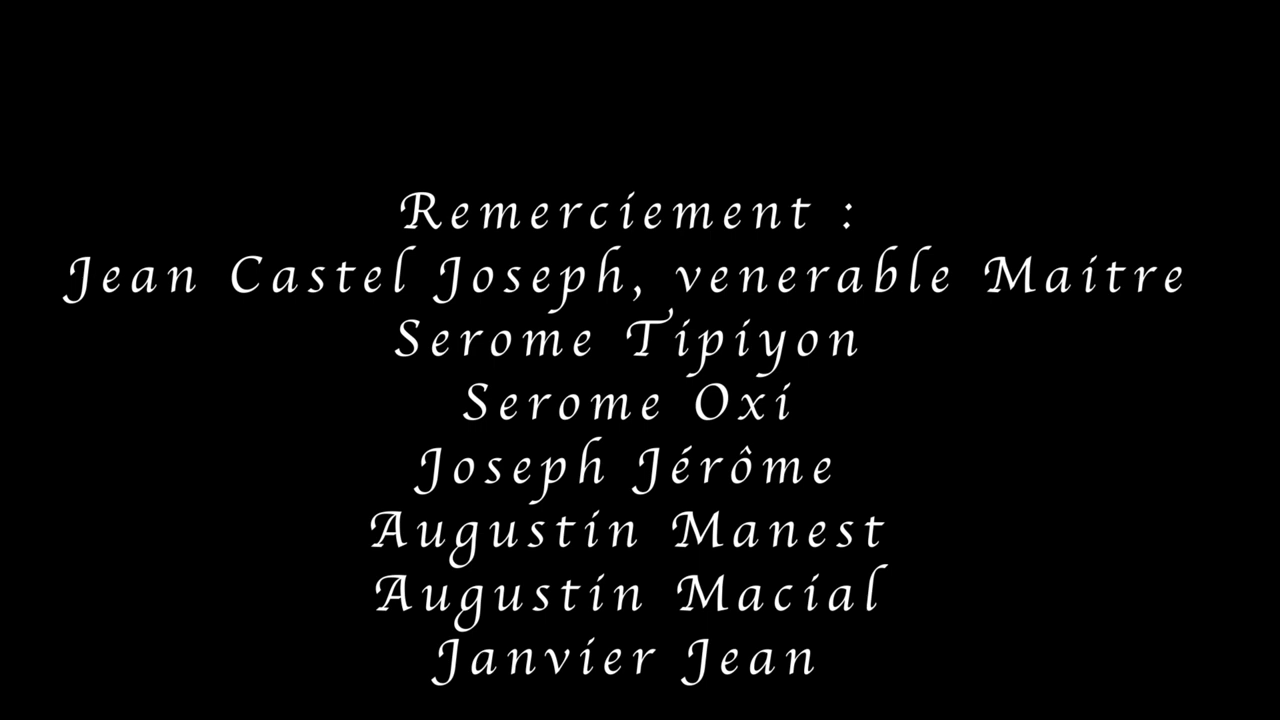 Remerciement :
Jean Castel Joseph, venerable Maitre
Serome Tipiyon
Serome Oxi
Joseph Jérôme
Augustin Manest
Augustin Macial
Janvier Jean